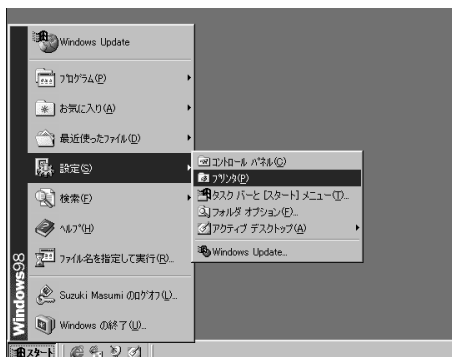 Windows Update
プログラム(P)
お気に入り(A)
最近使ったファイル(D)
設定(S)
検索(F)
ヘルプ(H)
ファイル名を指定して実行(R)...
Suzuki Masumi のログオフ(L)...
Windows の終了(U)...
Windows98
コントロール パネル(C)
プリンタ(P)
タスク バーと [スタート] メニュー(T)...
フォルダ オプション(F)...
アクティブ デスクトップ(A)
Windows Update...
スタート